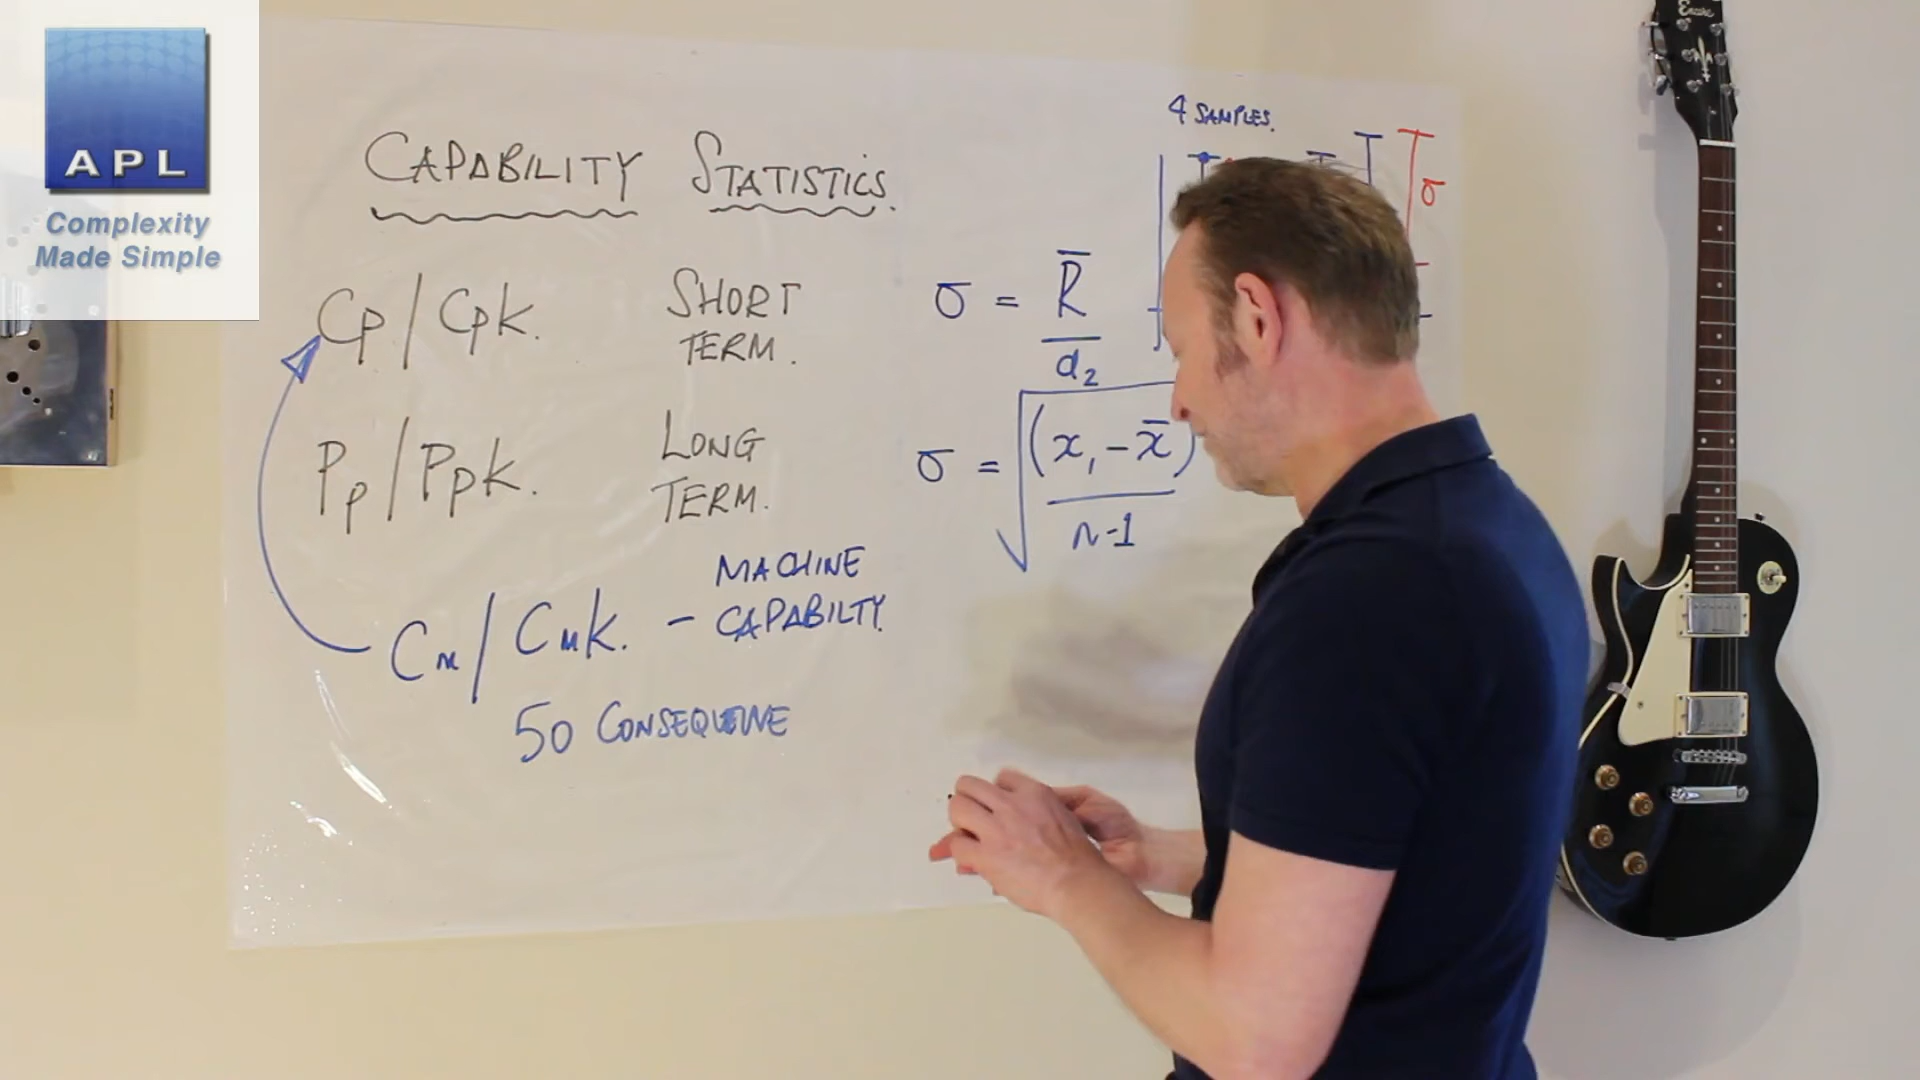 APL
Complexity
Made Simple
CAPABILITY STATISTICS.
Cp/Cpk. SHORT TERM.
σ = R̄ / d₂
Pp/Ppk. LONG TERM.
σ = √((x, - x̄) / n-1)
Cm/Cmk. - MACHINE CAPABILTY.
50 CONSEQUTIVE
4 SAMPLES.
σ
Encore